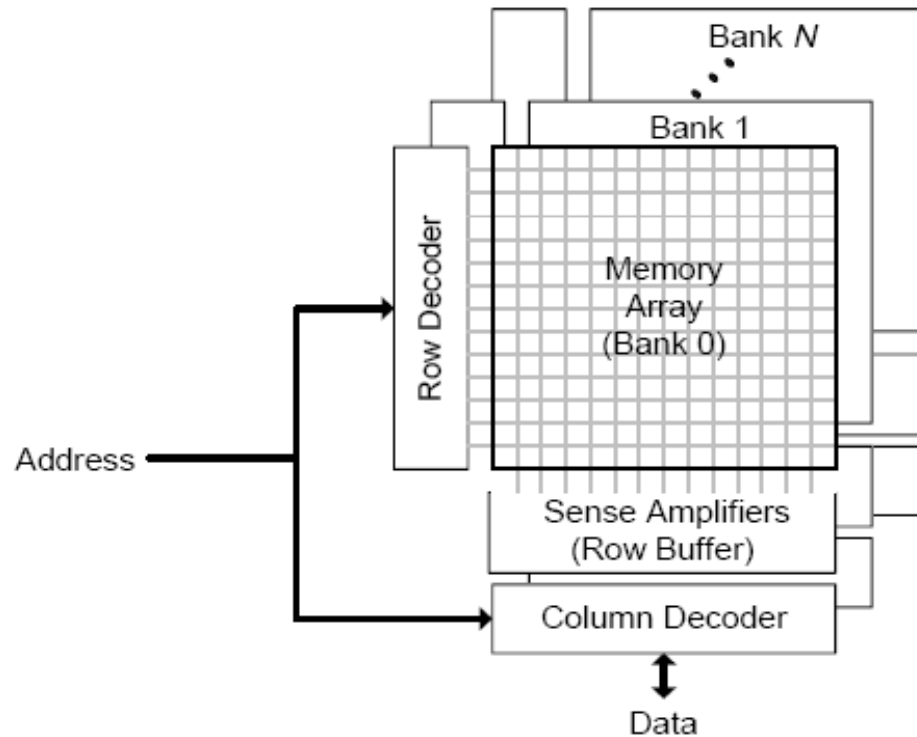 Bank N
Bank 1
Row Decoder
Memory
Array
(Bank 0)
Address
Sense Amplifiers
(Row Buffer)
Column Decoder
Data